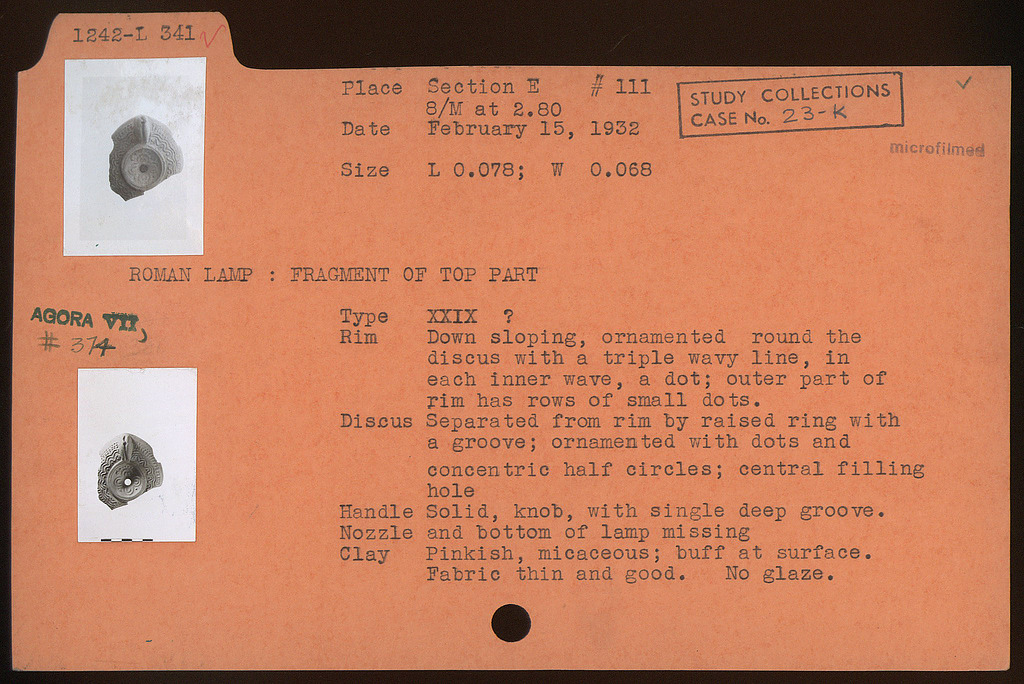 1242-L 341 ✓
Place Section E # 111
8/M at 2.80
Date February 15, 1932
Size L 0.078; W 0.068
STUDY COLLECTIONS
CASE No. 23-K
✓
microfilmed
ROMAN LAMP : FRAGMENT OF TOP PART
AGORA VII,
# 374
Type XXIX ?
Rim Down sloping, ornamented round the
discus with a triple wavy line, in
each inner wave, a dot; outer part of
rim has rows of small dots.
Discus Separated from rim by raised ring with
a groove; ornamented with dots and
concentric half circles; central filling
hole
Handle Solid, knob, with single deep groove.
Nozzle and bottom of lamp missing
Clay Pinkish, micaceous; buff at surface.
Fabric thin and good. No glaze.